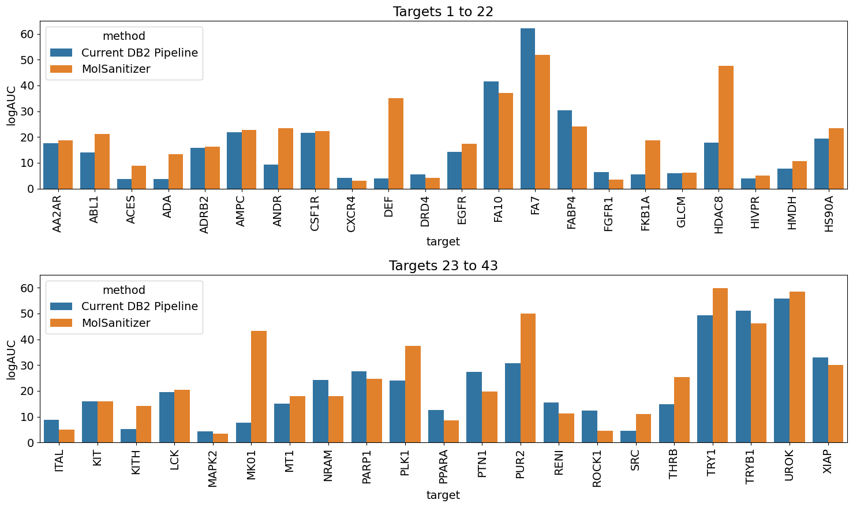 Targets 1 to 22
method
Current DB2 Pipeline
MolSanitizer
logAUC
60
50
40
30
20
10
0
AA2AR ABL1 ACES ADA ADRB2 AMPC ANDR CSF1R CXCR4 DEF DRD4 EGFR FA10 FA7 FABP4 FGFR1 FKB1A GLCM HDAC8 HIVPR HMDH HS90A
target
Targets 23 to 43
method
Current DB2 Pipeline
MolSanitizer
logAUC
60
50
40
30
20
10
0
ITAL KIT KITH LCK MAPK2 MK01 MT1 NRAM PARP1 PLK1 PPARA PTN1 PUR2 RENI ROCK1 SRC THRB TRY1 TRYB1 UROK XIAP
target